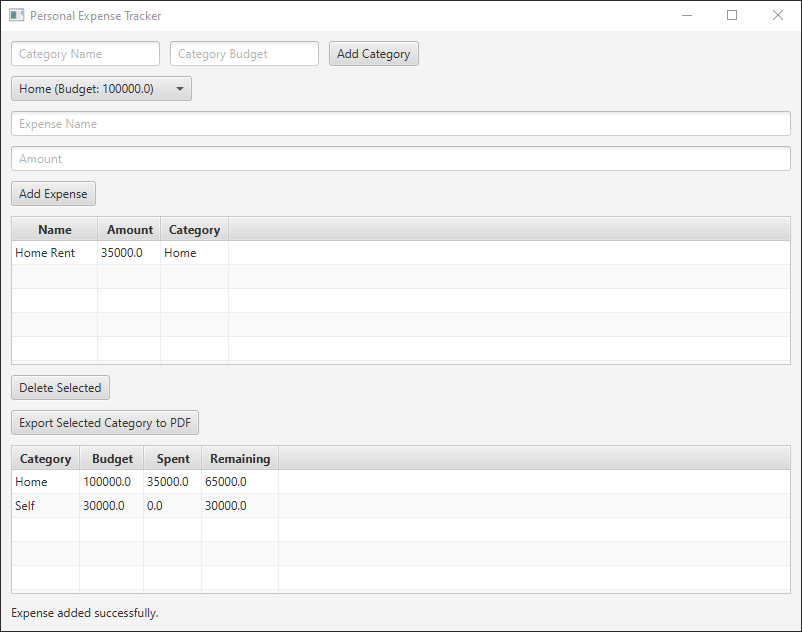 Personal Expense Tracker
Category Name Category Budget Add Category
Home (Budget: 100000.0)
Expense Name
Amount
Add Expense
Name Amount Category
Home Rent 35000.0 Home
Delete Selected
Export Selected Category to PDF
Category Budget Spent Remaining
Home 100000.0 35000.0 65000.0
Self 30000.0 0.0 30000.0
Expense added successfully.